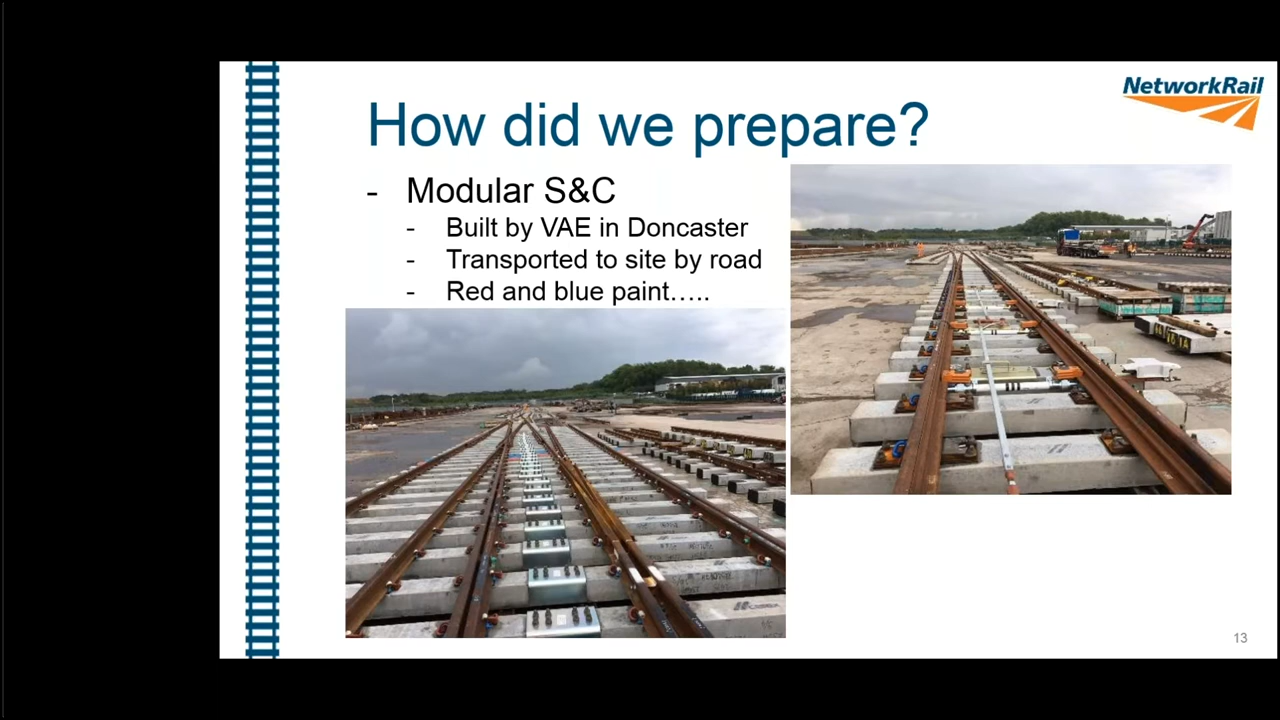 NetworkRail
How did we prepare?
- Modular S&C
- Built by VAE in Doncaster
- Transported to site by road
- Red and blue paint.....
13